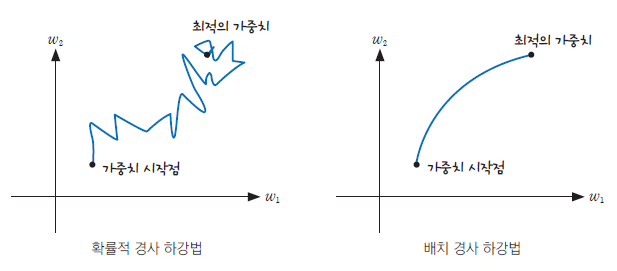 최적의 가중치
w₂
가중치 시작점
w₁
확률적 경사 하강법
최적의 가중치
w₂
가중치 시작점
w₁
배치 경사 하강법